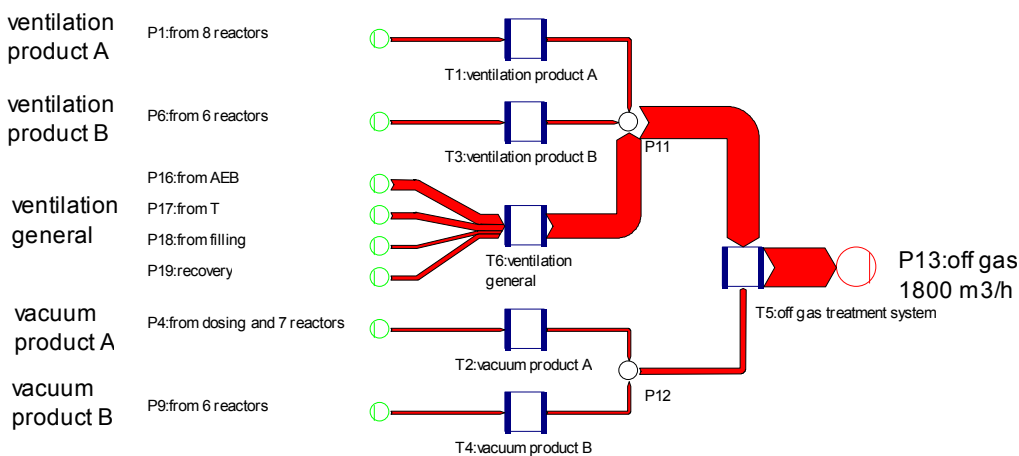 ventilation
product A
P1:from 8 reactors
T1:ventilation product A
ventilation
product B
P6:from 6 reactors
T3:ventilation product B
P11
ventilation
general
P16:from AEB
P17:from T
P18:from filling
P19:recovery
T6:ventilation
general
P13:off gas
1800 m3/h
T5:off gas treatment system
vacuum
product A
P4:from dosing and 7 reactors
T2:vacuum product A
P12
vacuum
product B
P9:from 6 reactors
T4:vacuum product B